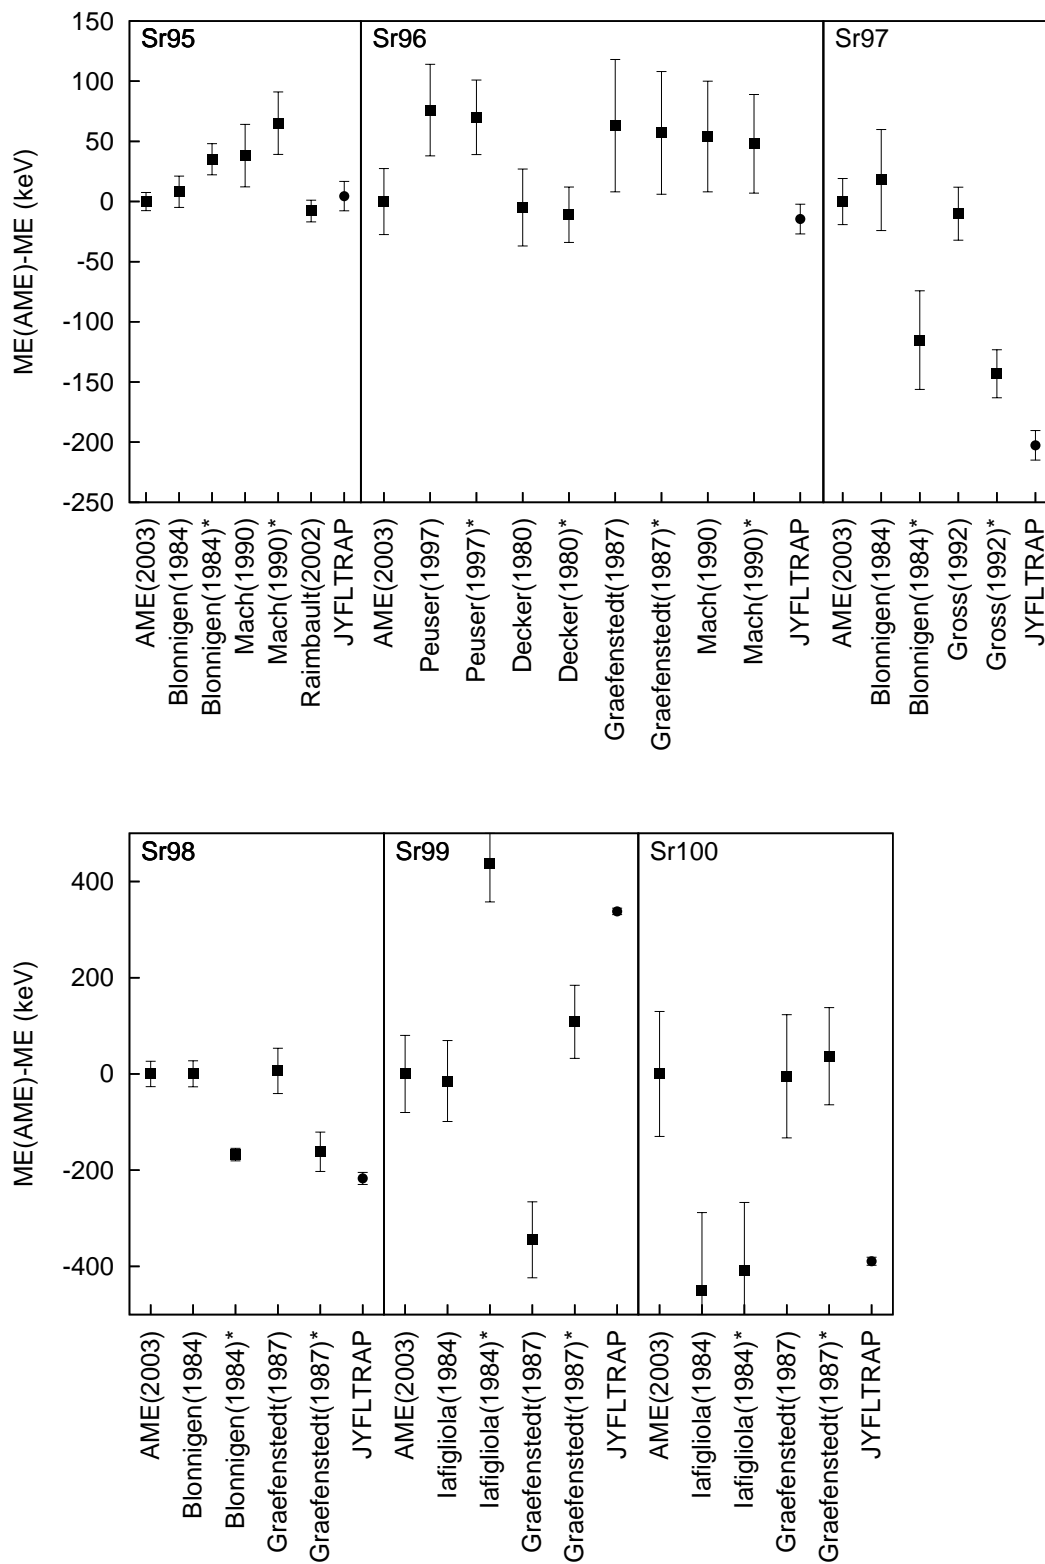 ME(AME)-ME (keV)
150
100
50
0
-50
-100
-150
-200
-250
Sr95
Sr96
Sr97
AME(2003)
Blonnigen(1984)
Blonnigen(1984)*
Mach(1990)
Mach(1990)*
Raimbault(2002)
JYFLTRAP
AME(2003)
Peuser(1997)
Peuser(1997)*
Decker(1980)
Decker(1980)*
Graefenstedt(1987)
Graefenstedt(1987)*
Mach(1990)
Mach(1990)*
JYFLTRAP
AME(2003)
Blonnigen(1984)
Blonnigen(1984)*
Gross(1992)
Gross(1992)*
JYFLTRAP
ME(AME)-ME (keV)
400
200
0
-200
-400
Sr98
Sr99
Sr100
AME(2003)
Blonnigen(1984)
Blonnigen(1984)*
Graefenstedt(1987)
Graefenstedt(1987)*
JYFLTRAP
AME(2003)
Iafigliola(1984)
Iafigliola(1984)*
Graefenstedt(1987)
Graefenstedt(1987)*
JYFLTRAP
AME(2003)
Iafigliola(1984)
Iafigliola(1984)*
Graefenstedt(1987)
Graefenstedt(1987)*
JYFLTRAP